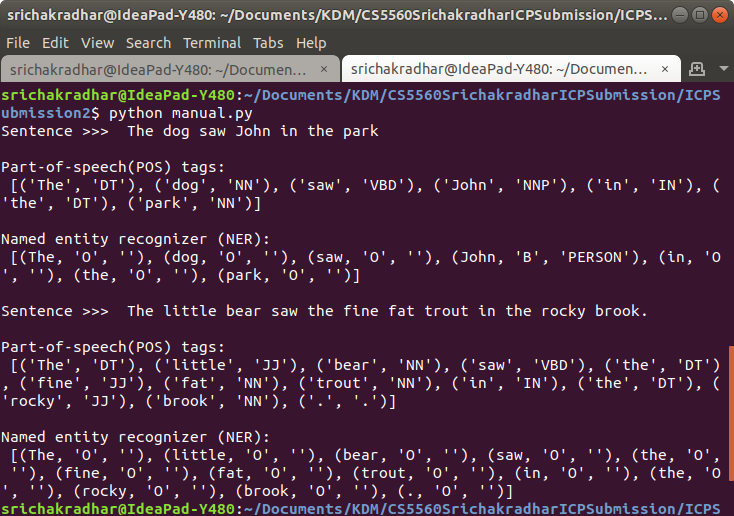 srichakradhar@IdeaPad-Y480: ~/Documents/KDM/CS5560SrichakradharICPSubmission/ICPS...
File Edit View Search Terminal Tabs Help
srichakradhar@IdeaPad-Y480: ~/Documen... × srichakradhar@IdeaPad-Y480: ~/Documen... ×
srichakradhar@IdeaPad-Y480:~/Documents/KDM/CS5560SrichakradharICPSubmission/ICPS
ubmission2$ python manual.py
Sentence >>>  The dog saw John in the park
Part-of-speech(POS) tags:
 [('The', 'DT'), ('dog', 'NN'), ('saw', 'VBD'), ('John', 'NNP'), ('in', 'IN'), (
'the', 'DT'), ('park', 'NN')]
Named entity recognizer (NER):
 [(The, 'O', ''), (dog, 'O', ''), (saw, 'O', ''), (John, 'B', 'PERSON'), (in, 'O
', ''), (the, 'O', ''), (park, 'O', '')]
Sentence >>>  The little bear saw the fine fat trout in the rocky brook.
Part-of-speech(POS) tags:
 [('The', 'DT'), ('little', 'JJ'), ('bear', 'NN'), ('saw', 'VBD'), ('the', 'DT')
, ('fine', 'JJ'), ('fat', 'NN'), ('trout', 'NN'), ('in', 'IN'), ('the', 'DT'), (
'rocky', 'JJ'), ('brook', 'NN'), ('.', '.')]
Named entity recognizer (NER):
 [(The, 'O', ''), (little, 'O', ''), (bear, 'O', ''), (saw, 'O', ''), (the, 'O',
 ''), (fine, 'O', ''), (fat, 'O', ''), (trout, 'O', ''), (in, 'O', ''), (the, 'O
', ''), (rocky, 'O', ''), (brook, 'O', ''), (., 'O', '')]
srichakradhar@IdeaPad-Y480:~/Documents/KDM/CS5560SrichakradharICPSubmission/ICPS